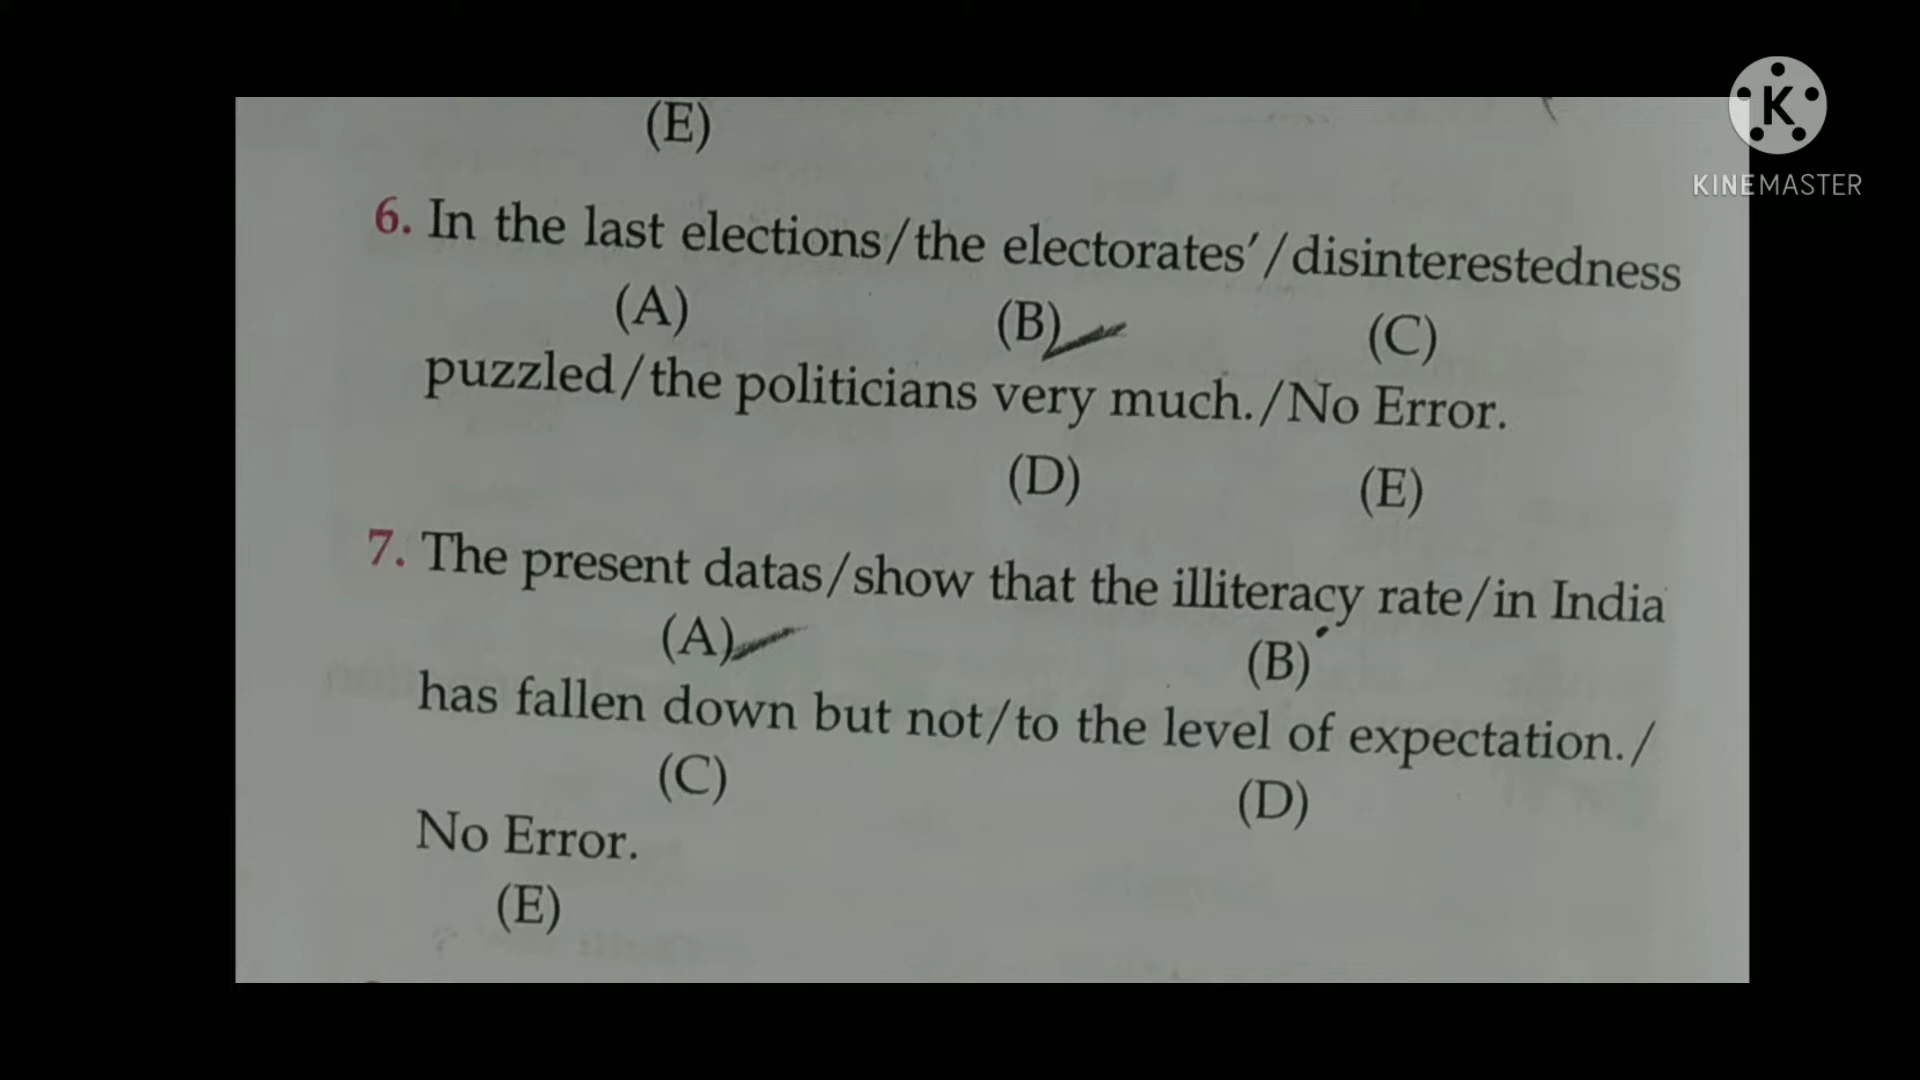 (E)
K
KINEMASTER
6. In the last elections/the electorates'/disinterestedness
(A) (B) (C)
puzzled/the politicians very much./No Error.
(D) (E)
7. The present datas/show that the illiteracy rate/in India
(A) (B)
has fallen down but not/to the level of expectation./
(C) (D)
No Error.
(E)